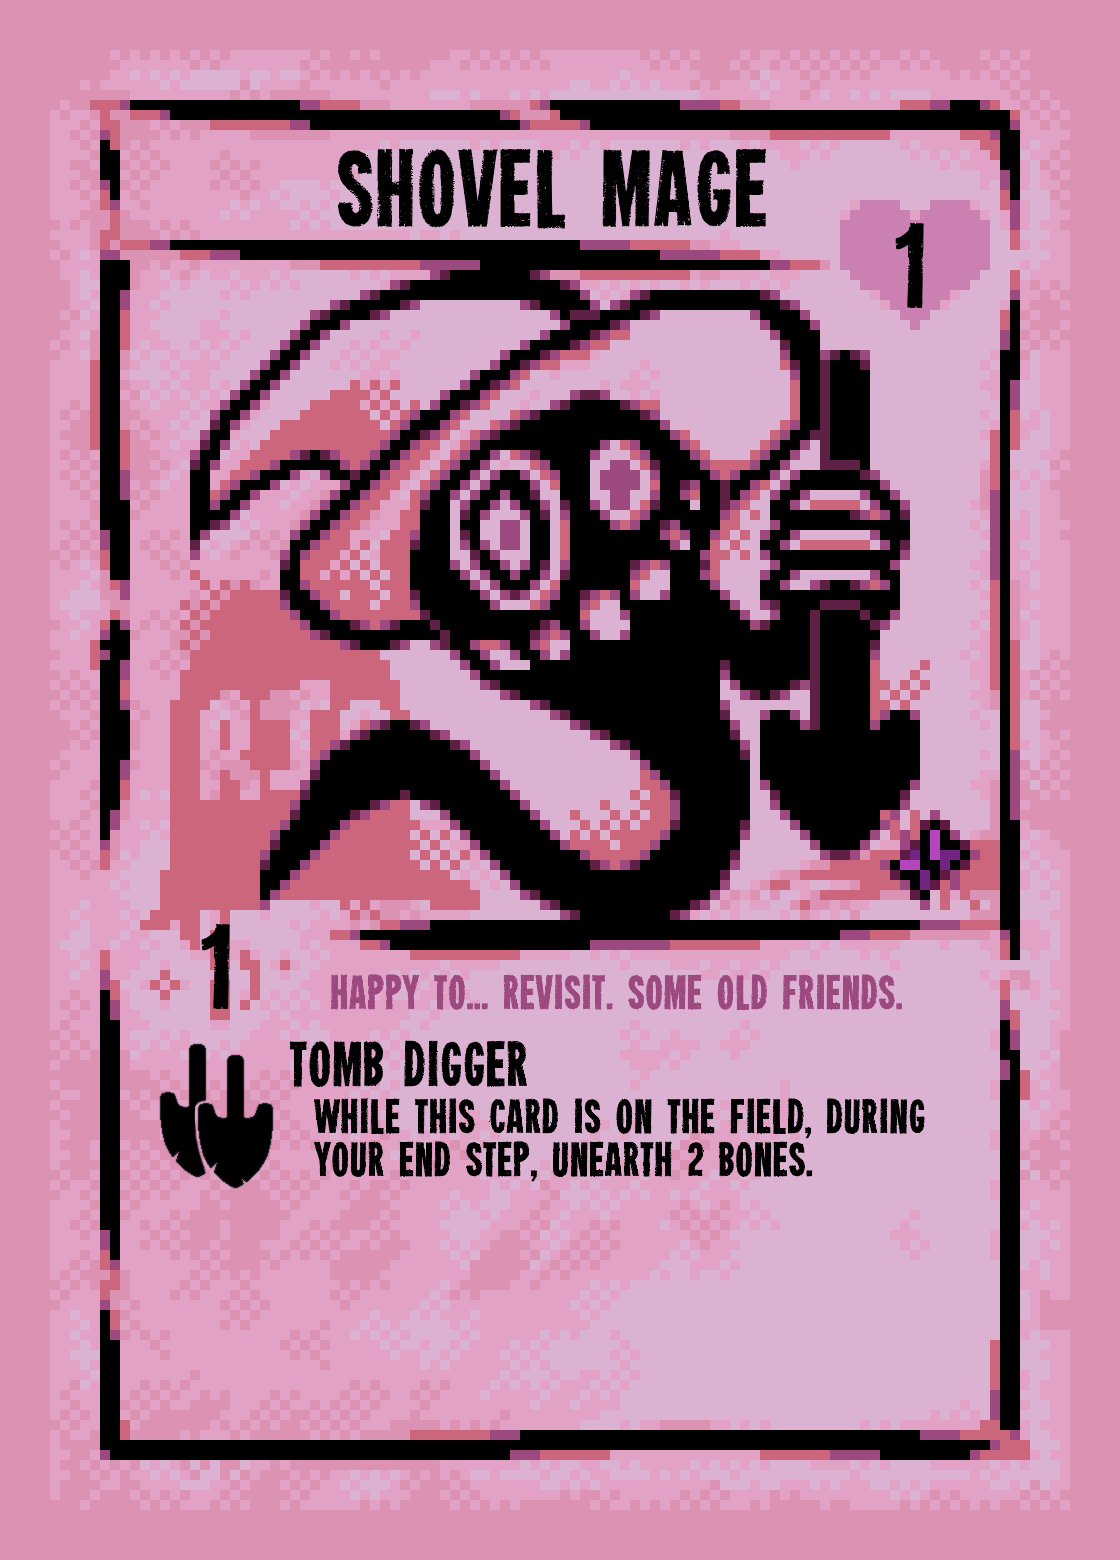 SHOVEL MAGE
1
RIP
1
HAPPY TO... REVISIT. SOME OLD FRIENDS.
TOMB DIGGER
WHILE THIS CARD IS ON THE FIELD, DURING
YOUR END STEP, UNEARTH 2 BONES.